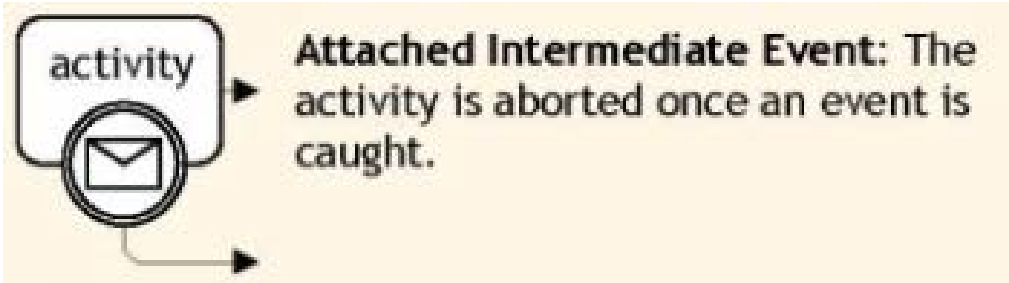 activity
Attached Intermediate Event: The
activity is aborted once an event is
caught.